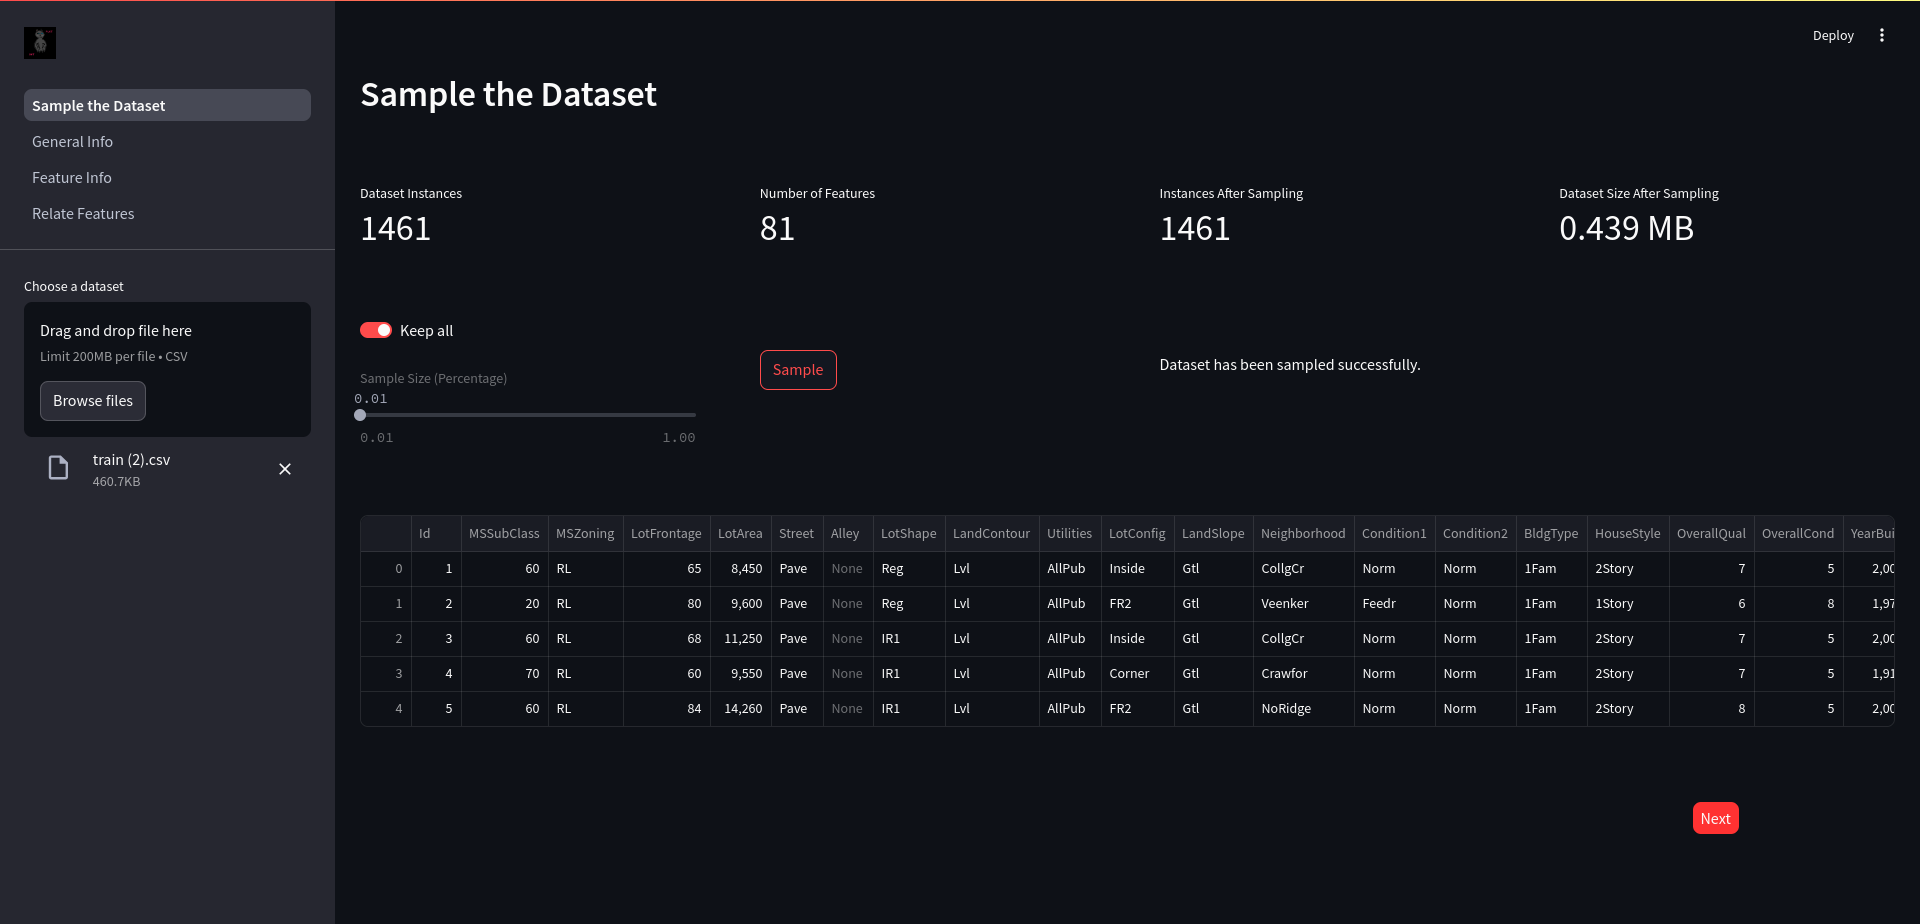 Deploy
Sample the Dataset
General Info
Feature Info
Relate Features
Choose a dataset
Drag and drop file here
Limit 200MB per file • CSV
Browse files
train (2).csv
460.7KB
Sample the Dataset
Dataset Instances
1461
Number of Features
81
Instances After Sampling
1461
Dataset Size After Sampling
0.439 MB
Keep all
Sample Size (Percentage)
0.01
0.01 1.00
Sample
Dataset has been sampled successfully.
Id MSSubClass MSZoning LotFrontage LotArea Street Alley LotShape LandContour Utilities LotConfig LandSlope Neighborhood Condition1 Condition2 BldgType HouseStyle OverallQual OverallCond YearBui
0 1 60 RL 65 8,450 Pave None Reg Lvl AllPub Inside Gtl CollgCr Norm Norm 1Fam 2Story 7 5 2,00
1 2 20 RL 80 9,600 Pave None Reg Lvl AllPub FR2 Gtl Veenker Feedr Norm 1Fam 1Story 6 8 1,97
2 3 60 RL 68 11,250 Pave None IR1 Lvl AllPub Inside Gtl CollgCr Norm Norm 1Fam 2Story 7 5 2,00
3 4 70 RL 60 9,550 Pave None IR1 Lvl AllPub Corner Gtl Crawfor Norm Norm 1Fam 2Story 7 5 1,91
4 5 60 RL 84 14,260 Pave None IR1 Lvl AllPub FR2 Gtl NoRidge Norm Norm 1Fam 2Story 8 5 2,00
Next